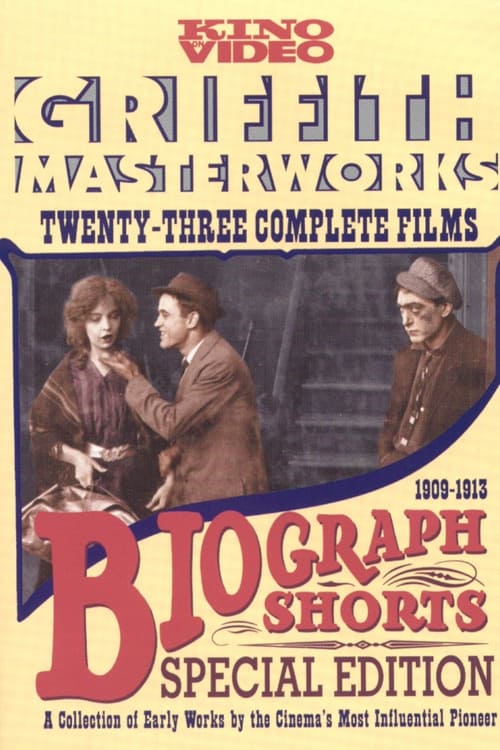 KINO
ON
VIDEO
GRIFFITH
MASTERWORKS
TWENTY-THREE COMPLETE FILMS
1909-1913
BIOGRAPH
SHORTS
SPECIAL EDITION
A Collection of Early Works by the Cinema's Most Influential Pioneer